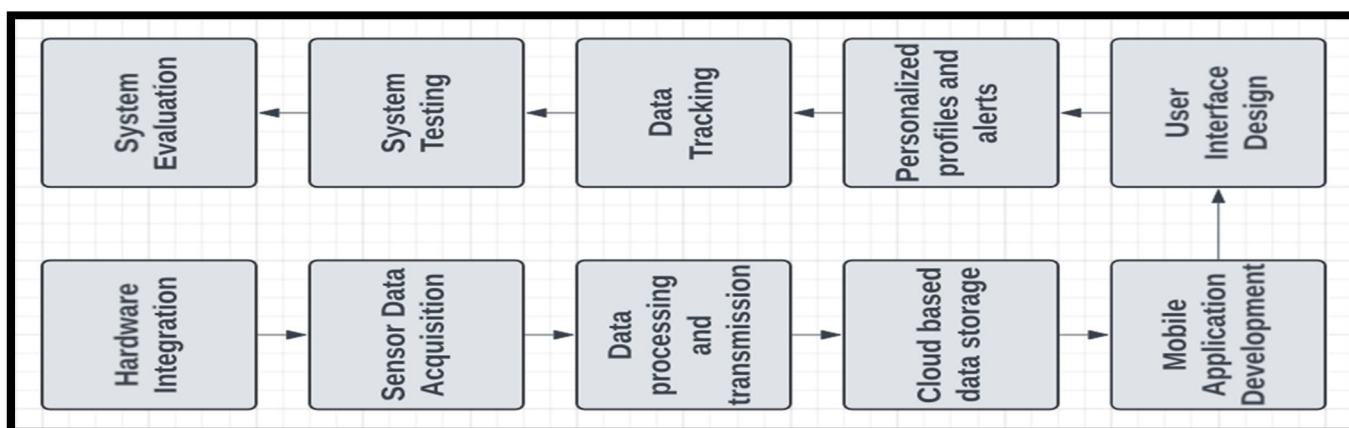 Hardware
Integration
Sensor Data
Acquisition
Data
processing
and
transmission
Cloud based
data storage
Mobile
Application
Development
User
Interface
Design
Personalized
profiles and
alerts
Data
Tracking
System
Testing
System
Evaluation